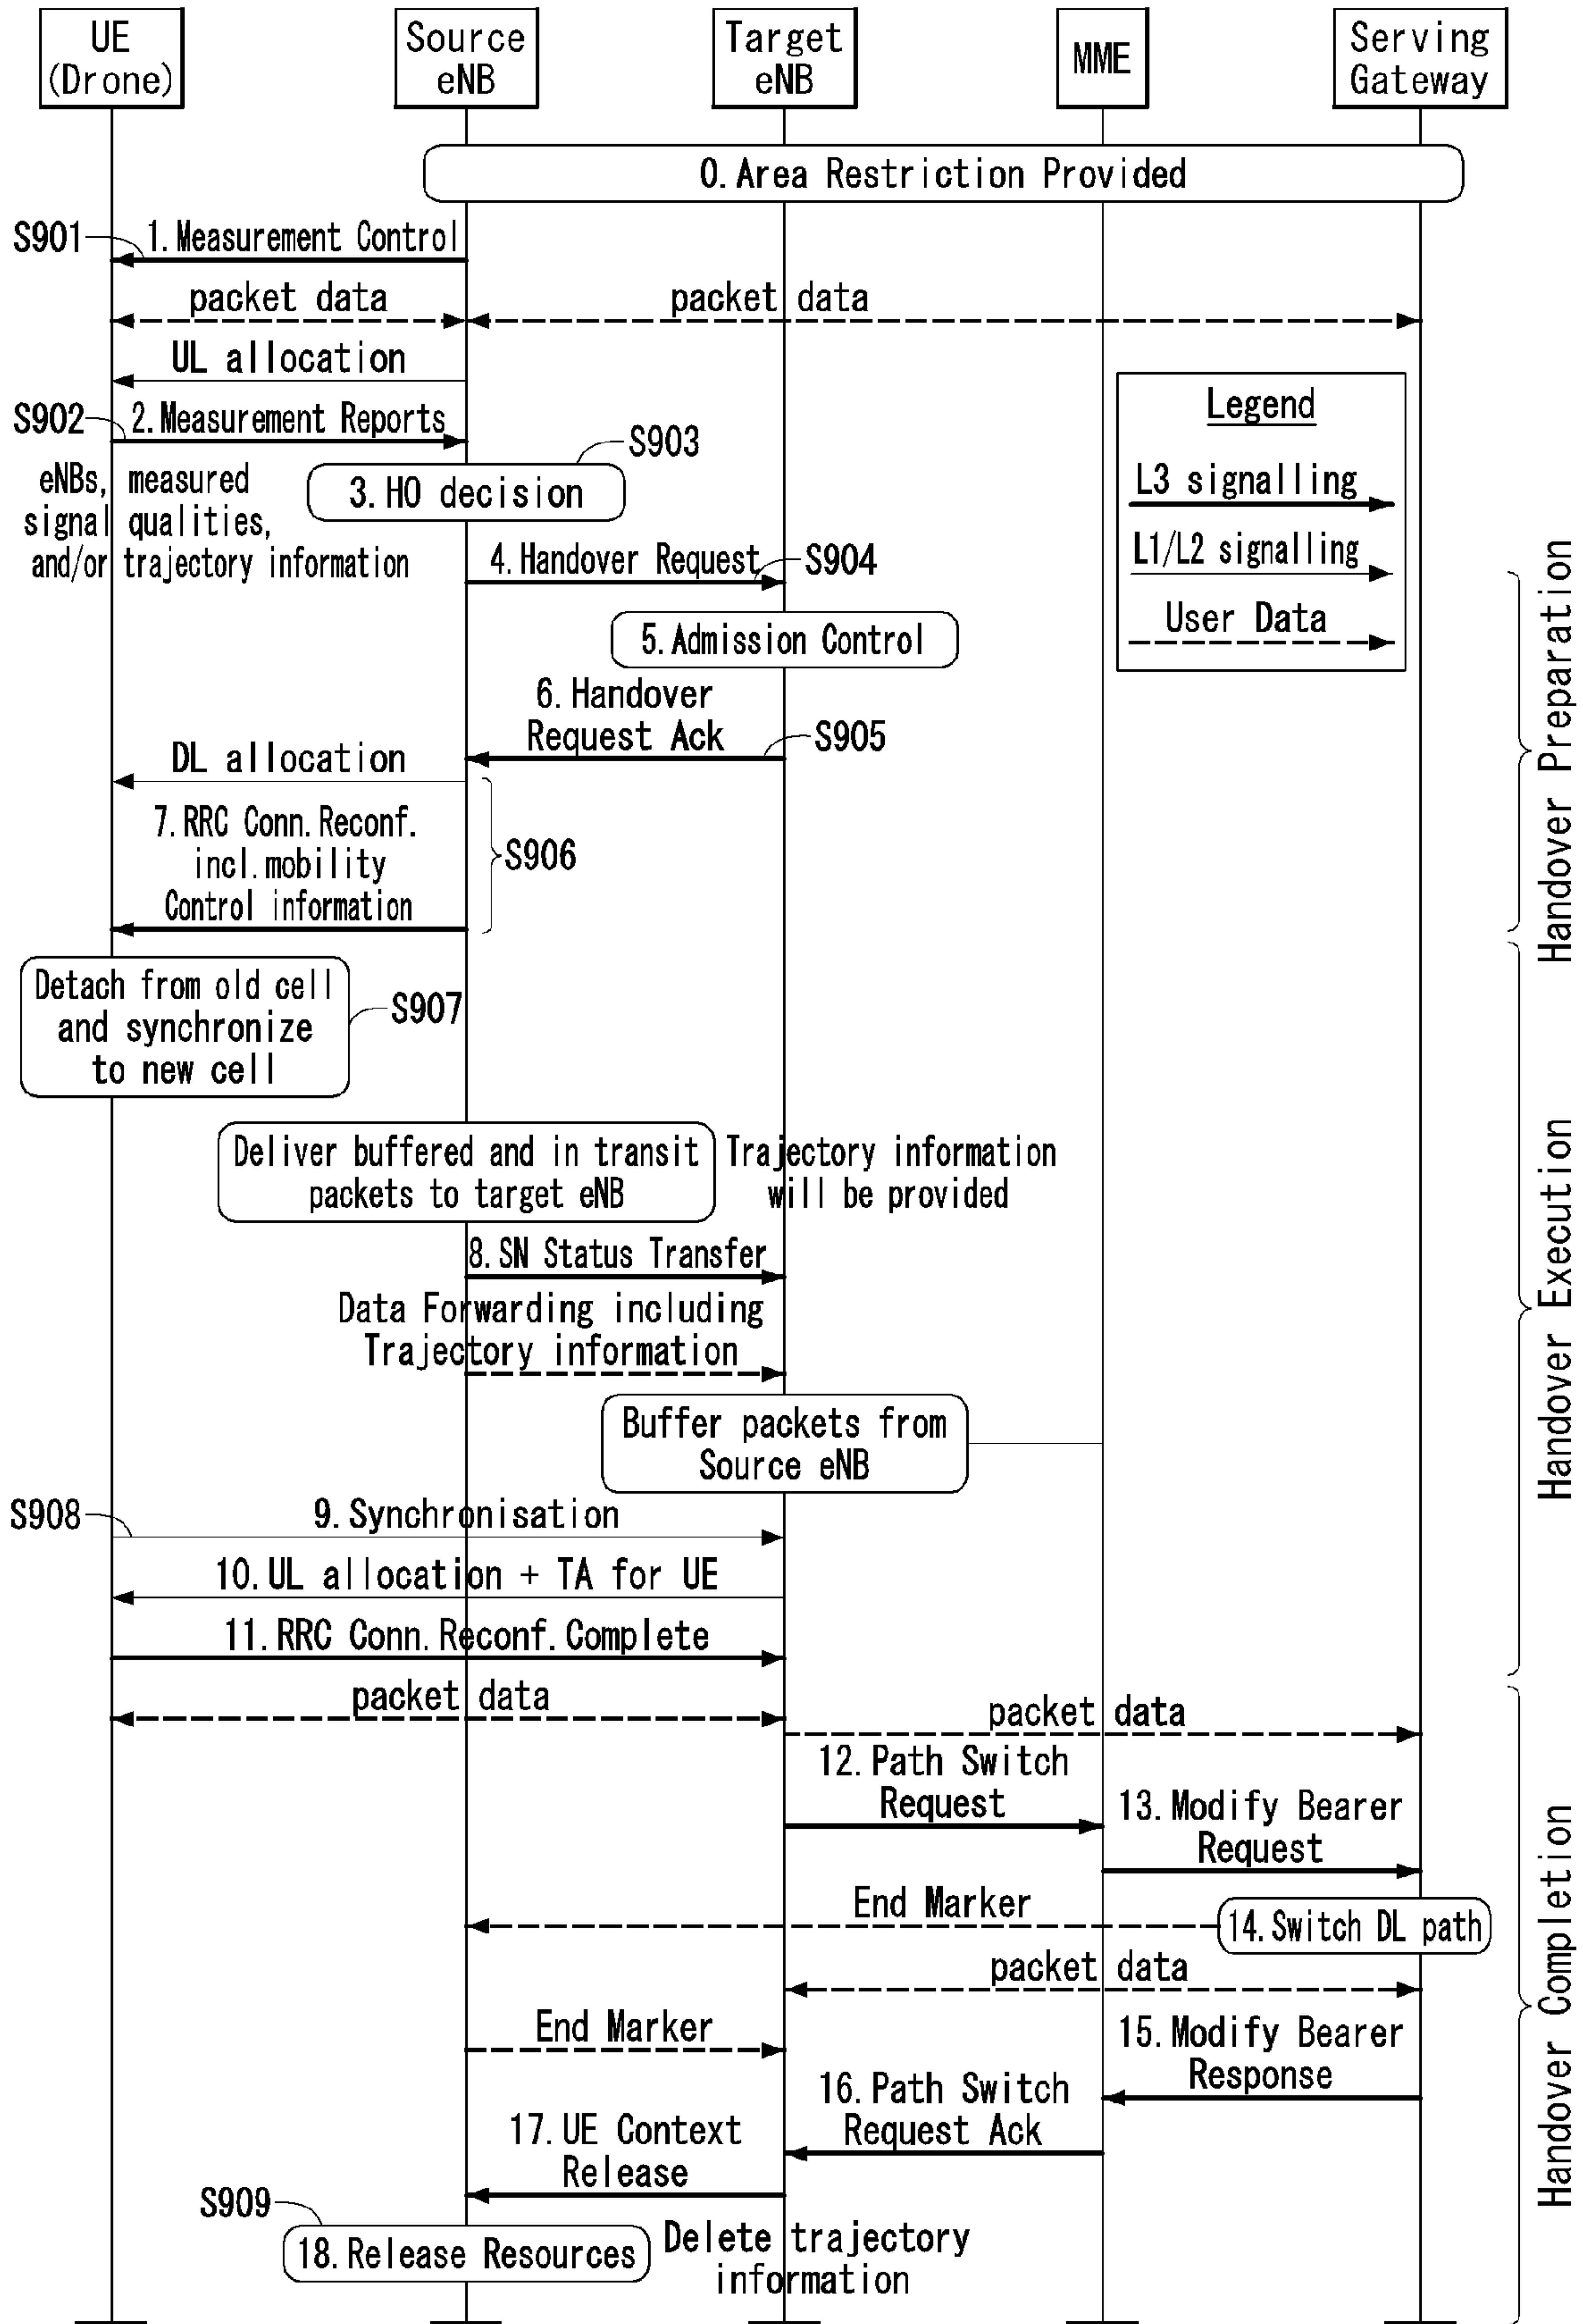 UE
(Drone)
Source
eNB
Target
eNB
MME
Serving
Gateway
0. Area Restriction Provided
S901
1. Measurement Control
packet data
packet data
UL allocation
S902
2. Measurement Reports
eNBs, measured
signal qualities,
and/or trajectory information
S903
3. HO decision
4. Handover Request
S904
5. Admission Control
6. Handover
Request Ack
S905
Legend
L3 signalling
L1/L2 signalling
User Data
Handover Preparation
DL allocation
7. RRC Conn. Reconf.
incl. mobility
Control information
S906
Detach from old cell
and synchronize
to new cell
S907
Deliver buffered and in transit
packets to target eNB
Trajectory information
will be provided
8. SN Status Transfer
Data Forwarding including
Trajectory information
Buffer packets from
Source eNB
S908
9. Synchronisation
10. UL allocation + TA for UE
11. RRC Conn. Reconf. Complete
Handover Execution
packet data
packet data
12. Path Switch
Request
13. Modify Bearer
Request
End Marker
14. Switch DL path
packet data
End Marker
15. Modify Bearer
Response
16. Path Switch
Request Ack
17. UE Context
Release
S909
18. Release Resources
Delete trajectory
information
Handover Completion